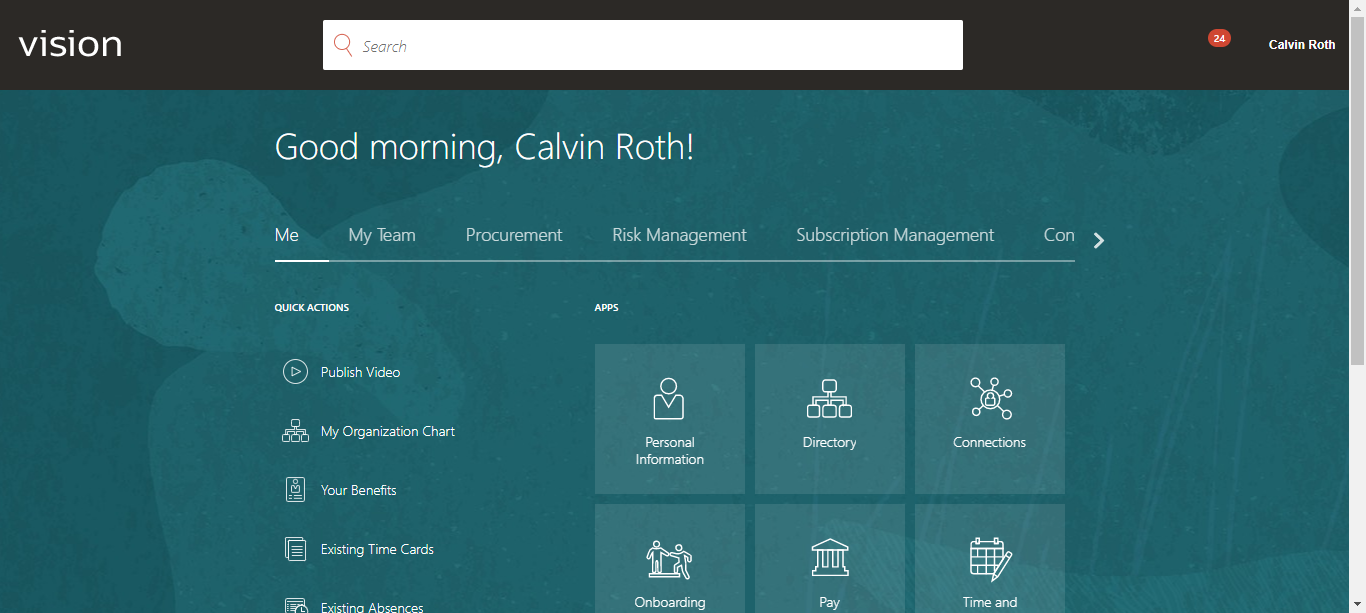 vision
Search
24
Calvin Roth
Good morning, Calvin Roth!
Me
My Team
Procurement
Risk Management
Subscription Management
Con
QUICK ACTIONS
Publish Video
My Organization Chart
Your Benefits
Existing Time Cards
Existing Absences
APPS
Personal
Information
Directory
Connections
Onboarding
Pay
Time and